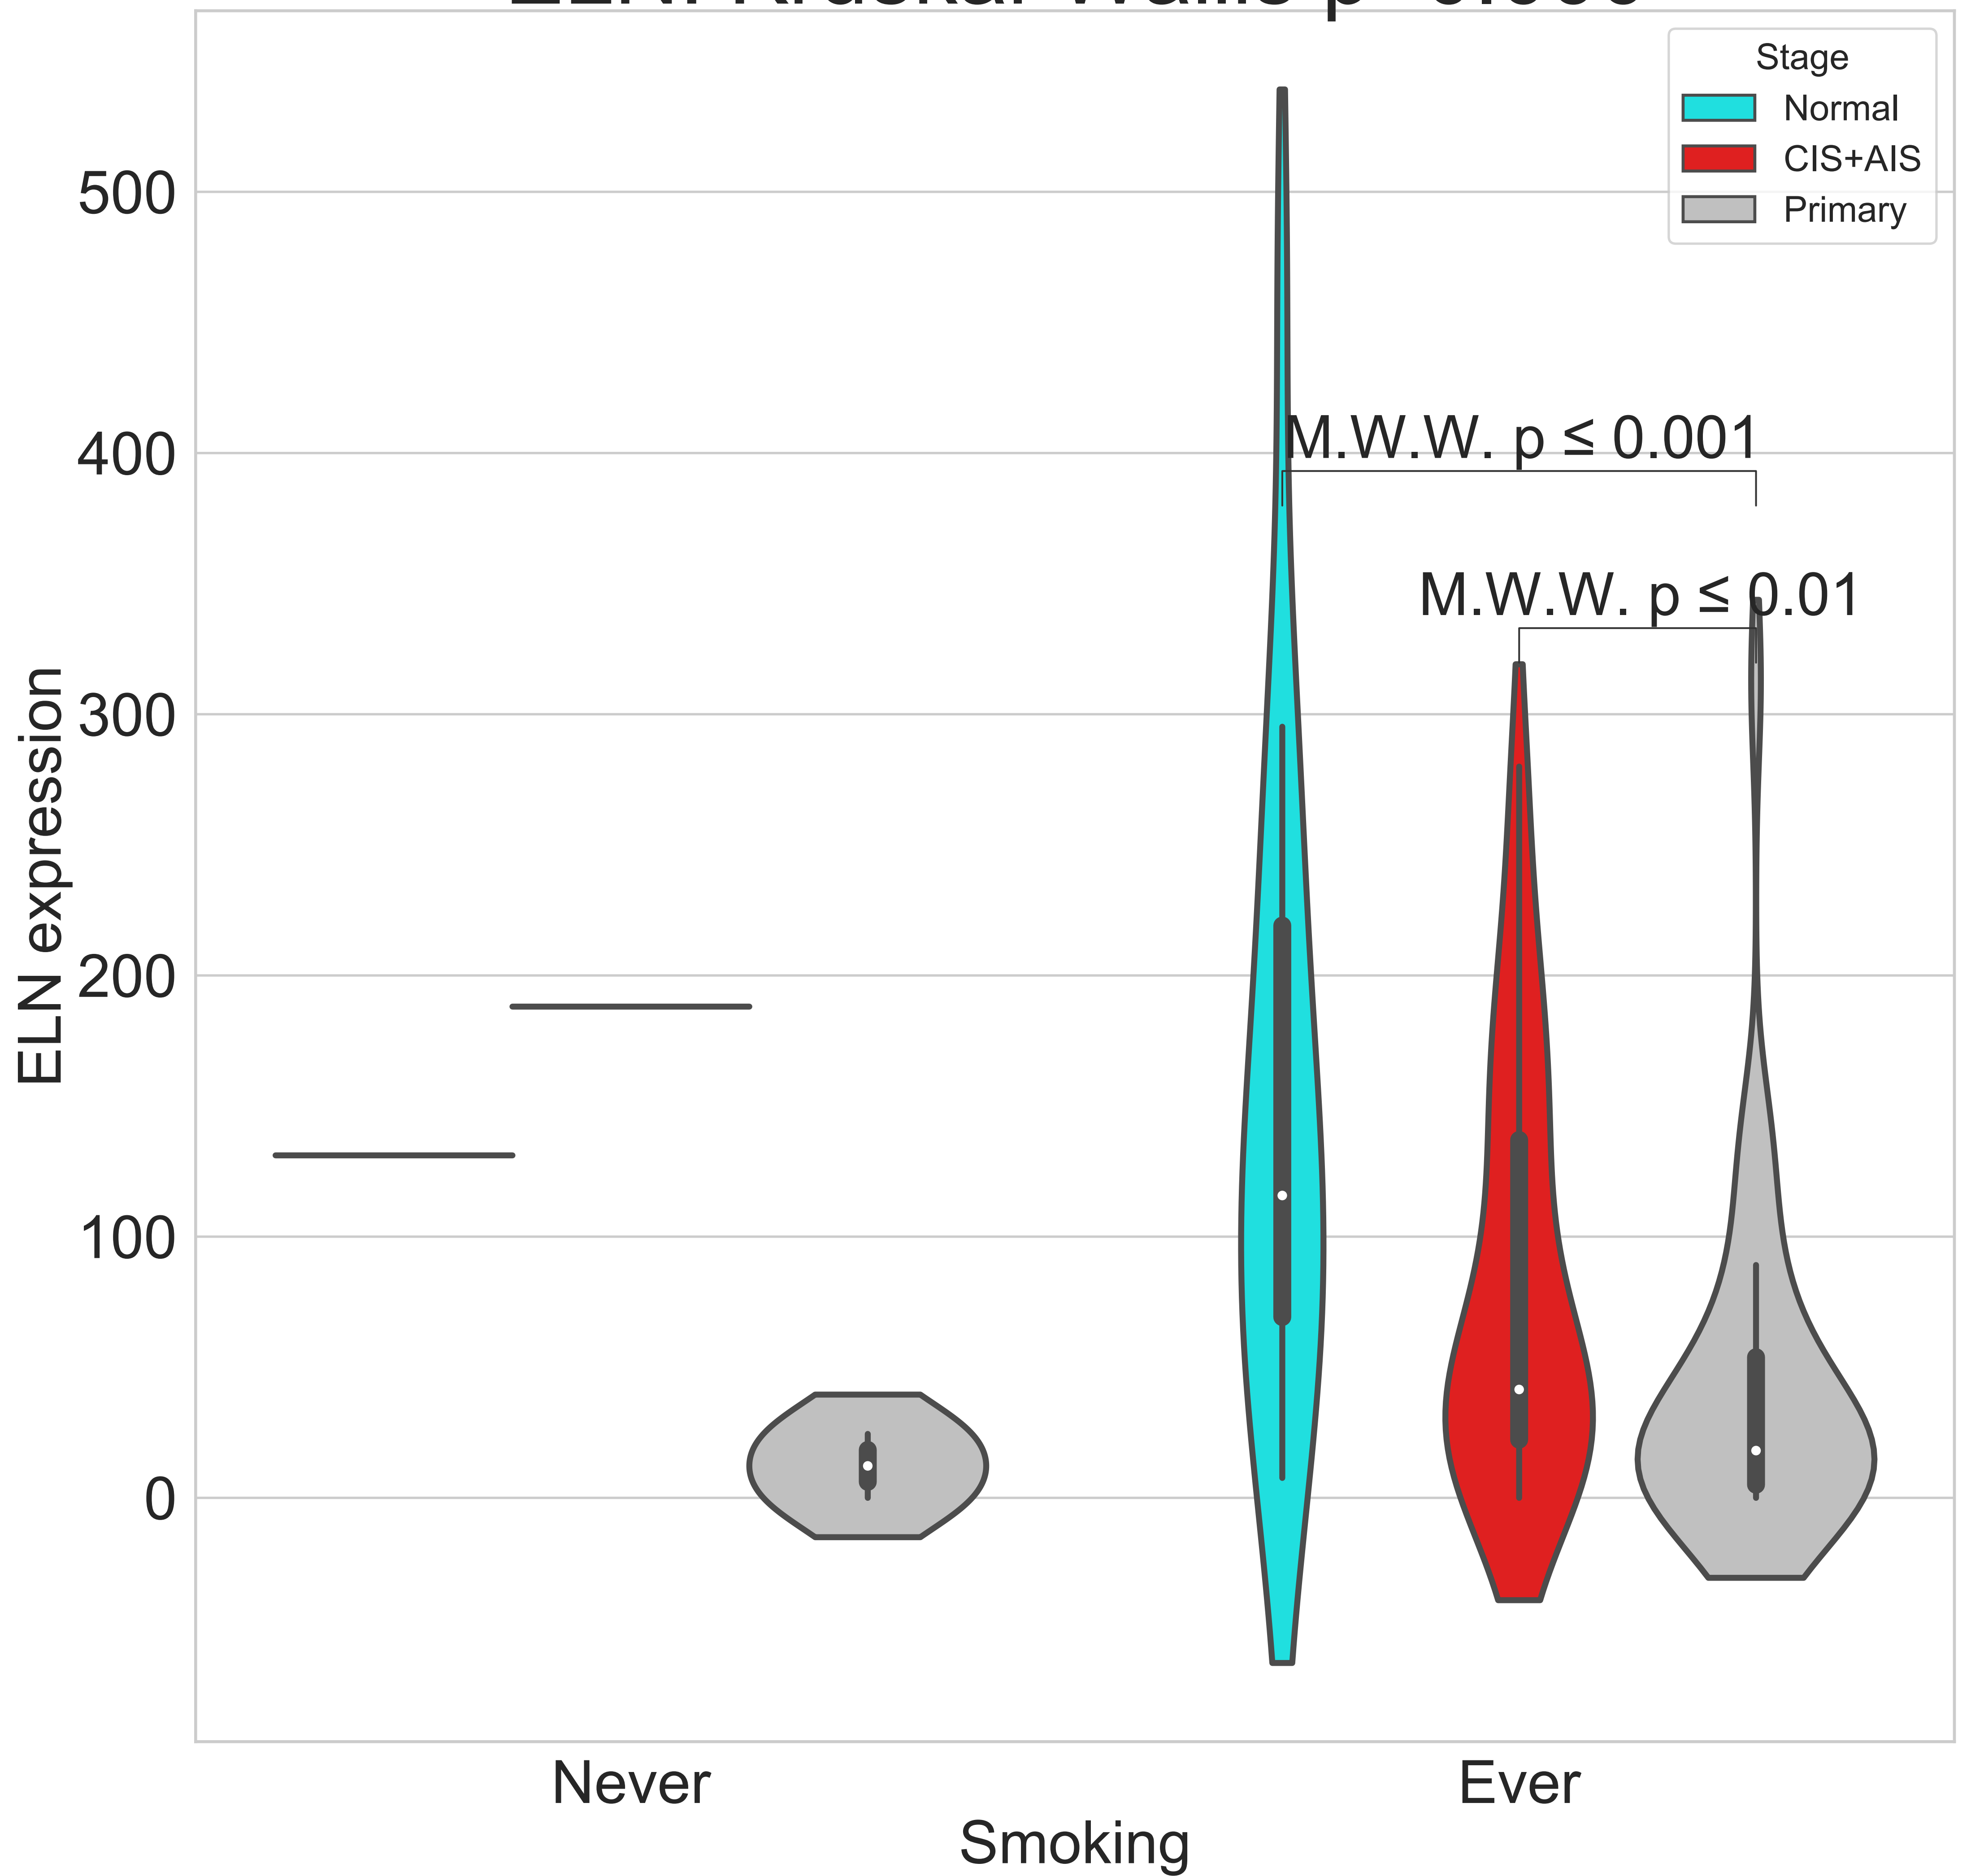 Stage
Normal
CIS+AIS
Primary
500
400
300
200
100
0
M.W.W. p ≤ 0.001
M.W.W. p ≤ 0.01
ELN expression
Never
Ever
Smoking